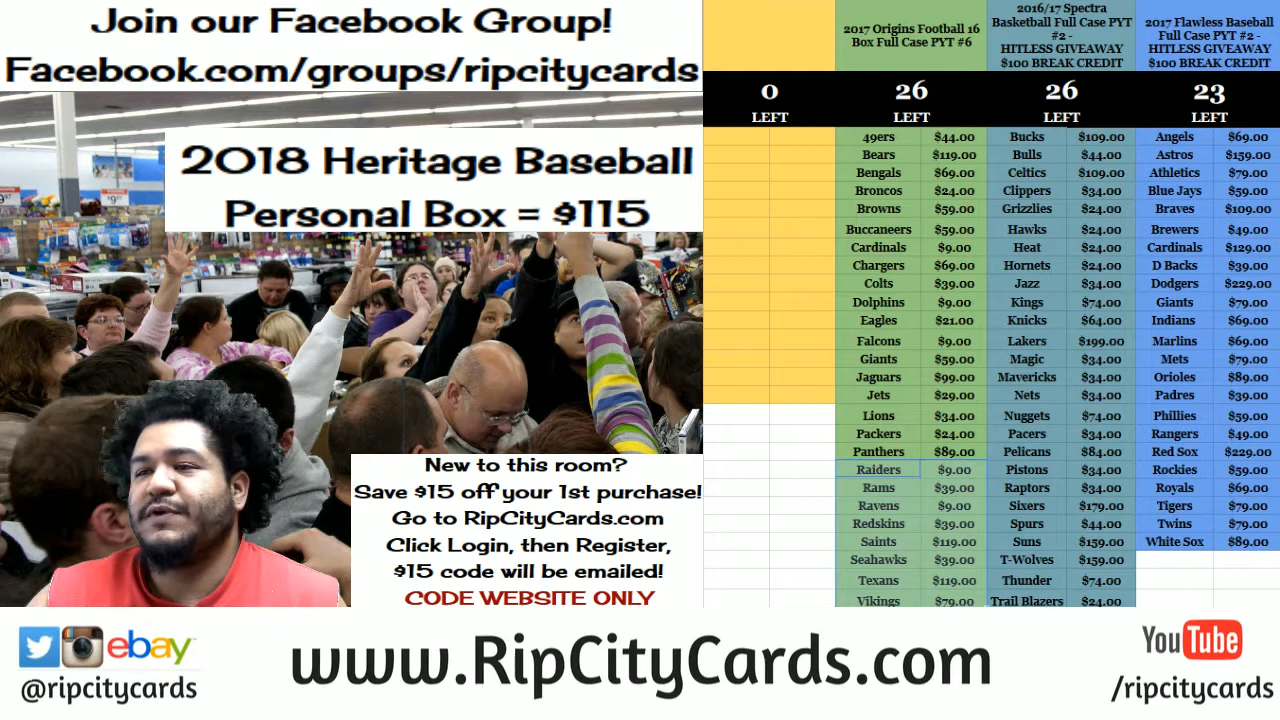 Join our Facebook Group!
Facebook.com/groups/ripcitycards
2018 Heritage Baseball
Personal Box = $115
New to this room?
Save $15 off your 1st purchase!
Go to RipCityCards.com
Click Login, then Register,
$15 code will be emailed!
CODE WEBSITE ONLY
0
LEFT
2017 Origins Football 16
Box Full Case PYT #6
26
LEFT
49ers $44.00
Bears $119.00
Bengals $69.00
Broncos $24.00
Browns $59.00
Buccaneers $59.00
Cardinals $9.00
Chargers $69.00
Colts $39.00
Dolphins $9.00
Eagles $21.00
Falcons $9.00
Giants $59.00
Jaguars $99.00
Jets $29.00
Lions $34.00
Packers $24.00
Panthers $89.00
Raiders $9.00
Rams $39.00
Ravens $9.00
Redskins $39.00
Saints $119.00
Seahawks $39.00
Texans $119.00
Vikings $79.00
2016/17 Spectra
Basketball Full Case PYT
#2 -
HITLESS GIVEAWAY
$100 BREAK CREDIT
26
LEFT
Bucks $109.00
Bulls $44.00
Celtics $109.00
Clippers $34.00
Grizzlies $24.00
Hawks $24.00
Heat $24.00
Hornets $24.00
Jazz $34.00
Kings $74.00
Knicks $64.00
Lakers $199.00
Magic $34.00
Mavericks $34.00
Nets $34.00
Nuggets $74.00
Pacers $34.00
Pelicans $84.00
Pistons $34.00
Raptors $34.00
Sixers $179.00
Spurs $44.00
Suns $159.00
T-Wolves $159.00
Thunder $74.00
Trail Blazers $24.00
2017 Flawless Baseball
Full Case PYT #2 -
HITLESS GIVEAWAY
$100 BREAK CREDIT
23
LEFT
Angels $69.00
Astros $159.00
Athletics $79.00
Blue Jays $59.00
Braves $109.00
Brewers $49.00
Cardinals $129.00
D Backs $39.00
Dodgers $229.00
Giants $79.00
Indians $69.00
Marlins $69.00
Mets $79.00
Orioles $89.00
Padres $39.00
Phillies $59.00
Rangers $49.00
Red Sox $229.00
Rockies $59.00
Royals $69.00
Tigers $79.00
Twins $79.00
White Sox $89.00
ebay
@ripcitycards
www.RipCityCards.com
YouTube
/ripcitycards